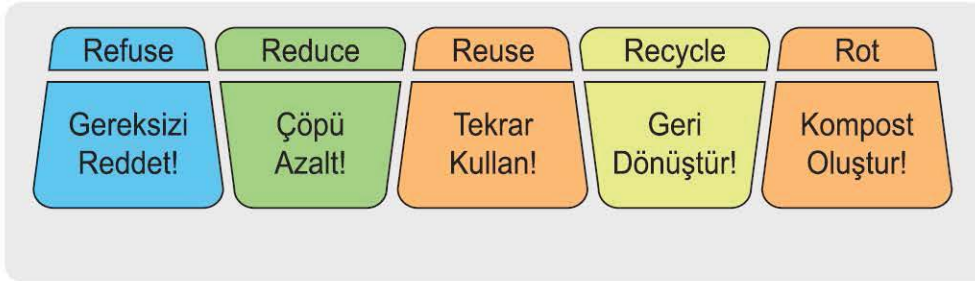 Refuse
Reduce
Reuse
Recycle
Rot
Gereksizi
Reddet!
Çöpü
Azalt!
Tekrar
Kullan!
Geri
Dönüştür!
Kompost
Oluştur!